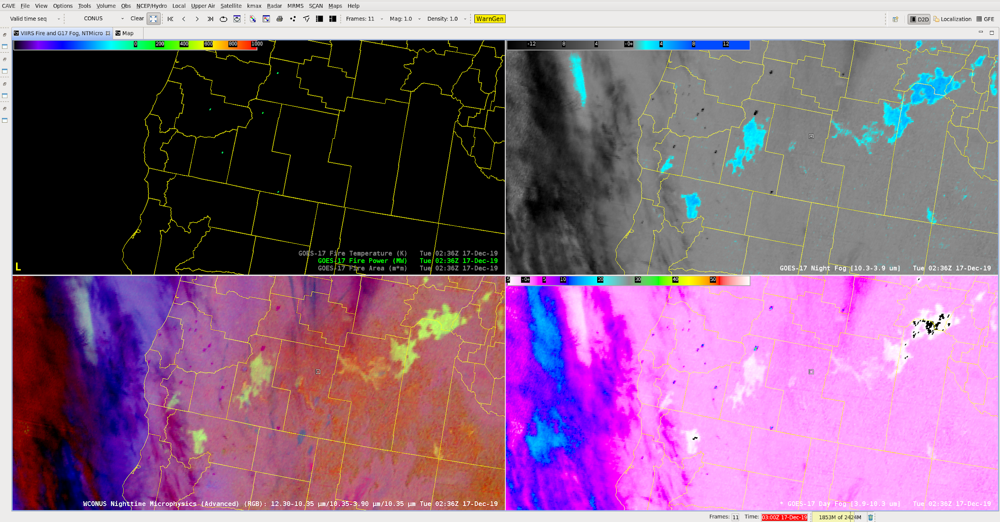 CAVE File View Options Tools Volume Obs NCEP/Hydro Local Upper Air Satellite kmax Radar MRMS SCAN Maps Help
Valid time seq CONUS Clear Frames: 11 Mag: 1.0 Density: 1.0 WarnGen D2D Localization GFE
VIIRS Fire and G17 Fog, NTMicro Map
0 200 400 600 800 1000
-12 8 4 -0+ 4 8 12
GOES-17 Fire Temperature (K) Tue 02:36Z 17-Dec-19
GOES-17 Fire Power (MW) Tue 02:36Z 17-Dec-19
GOES-17 Fire Area (m*m) Tue 02:36Z 17-Dec-19
L
GOES-17 Night Fog [10.3-3.9 um] Tue 02:36Z 17-Dec-19
5 -0+ 5 10 20 30 40 50
WCONUS Nighttime Microphysics (Advanced) (RGB): 12.30-10.35 µm/10.35-3.90 µm/10.35 µm Tue 02:36Z 17-Dec-19
* GOES-17 Day Fog [3.9-10.3 um] Tue 02:36Z 17-Dec-19
Frames: 11 Time: 03:00Z 17-Dec-19 1853M of 2424M